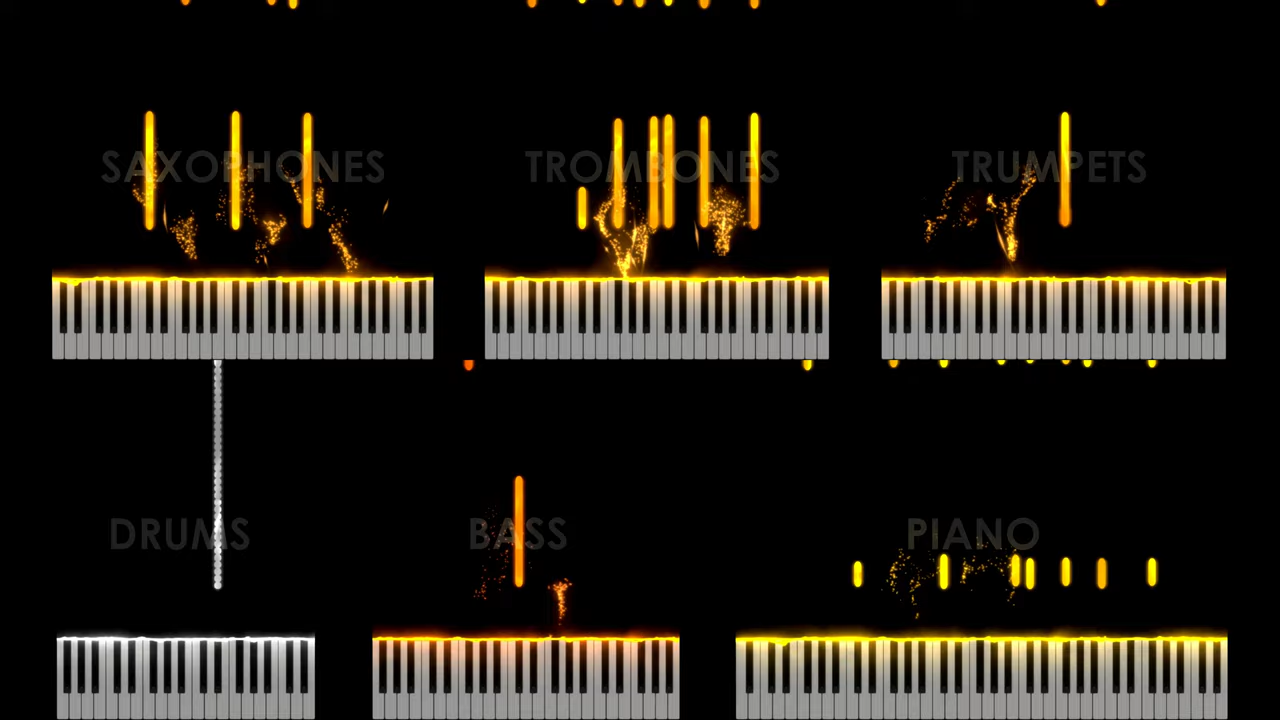 SAXOPHONES
TROMBONES
TRUMPETS
DRUMS
BASS
PIANO